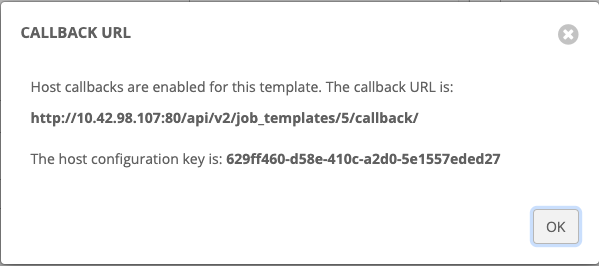 CALLBACK URL
Host callbacks are enabled for this template. The callback URL is:
http://10.42.98.107:80/api/v2/job_templates/5/callback/
The host configuration key is: 629ff460-d58e-410c-a2d0-5e1557eded27
OK